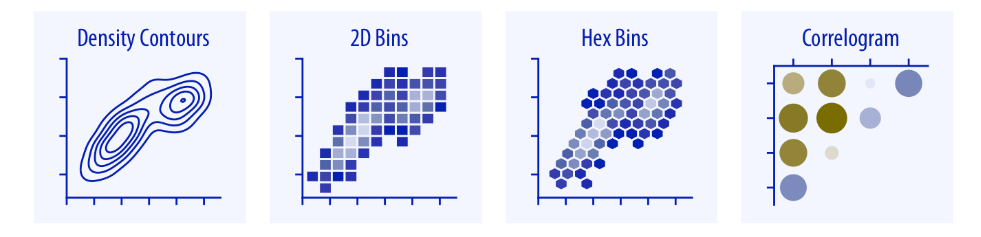 Density Contours
2D Bins
Hex Bins
Correlogram